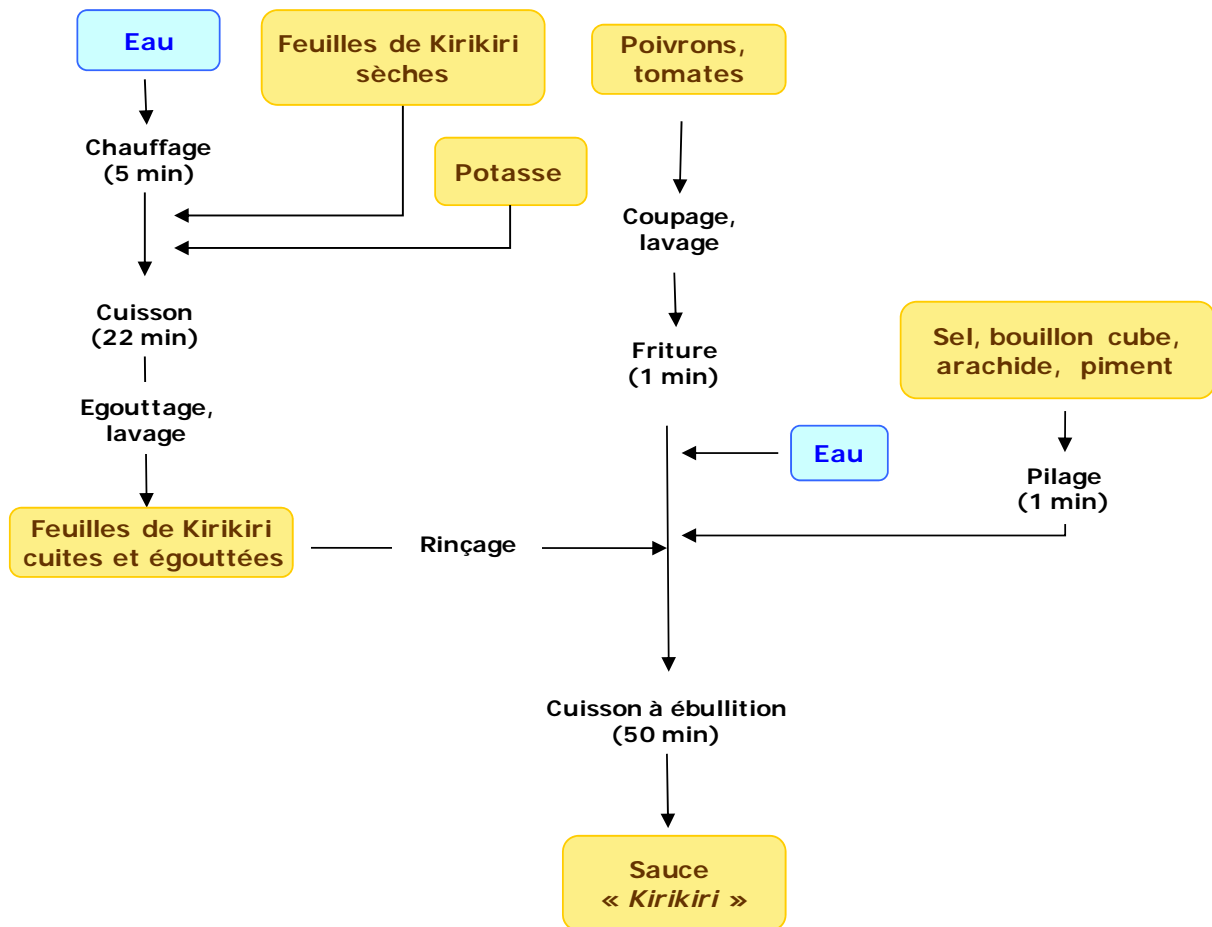 Eau
Feuilles de Kirikiri
sèches
Poivrons,
tomates
Chauffage
(5 min)
Potasse
Coupage,
lavage
Cuisson
(22 min)
Friture
(1 min)
Sel, bouillon cube,
arachide, piment
Egouttage,
lavage
Eau
Pilage
(1 min)
Feuilles de Kirikiri
cuites et égouttées
Rinçage
Cuisson à ébullition
(50 min)
Sauce
« Kirikiri »